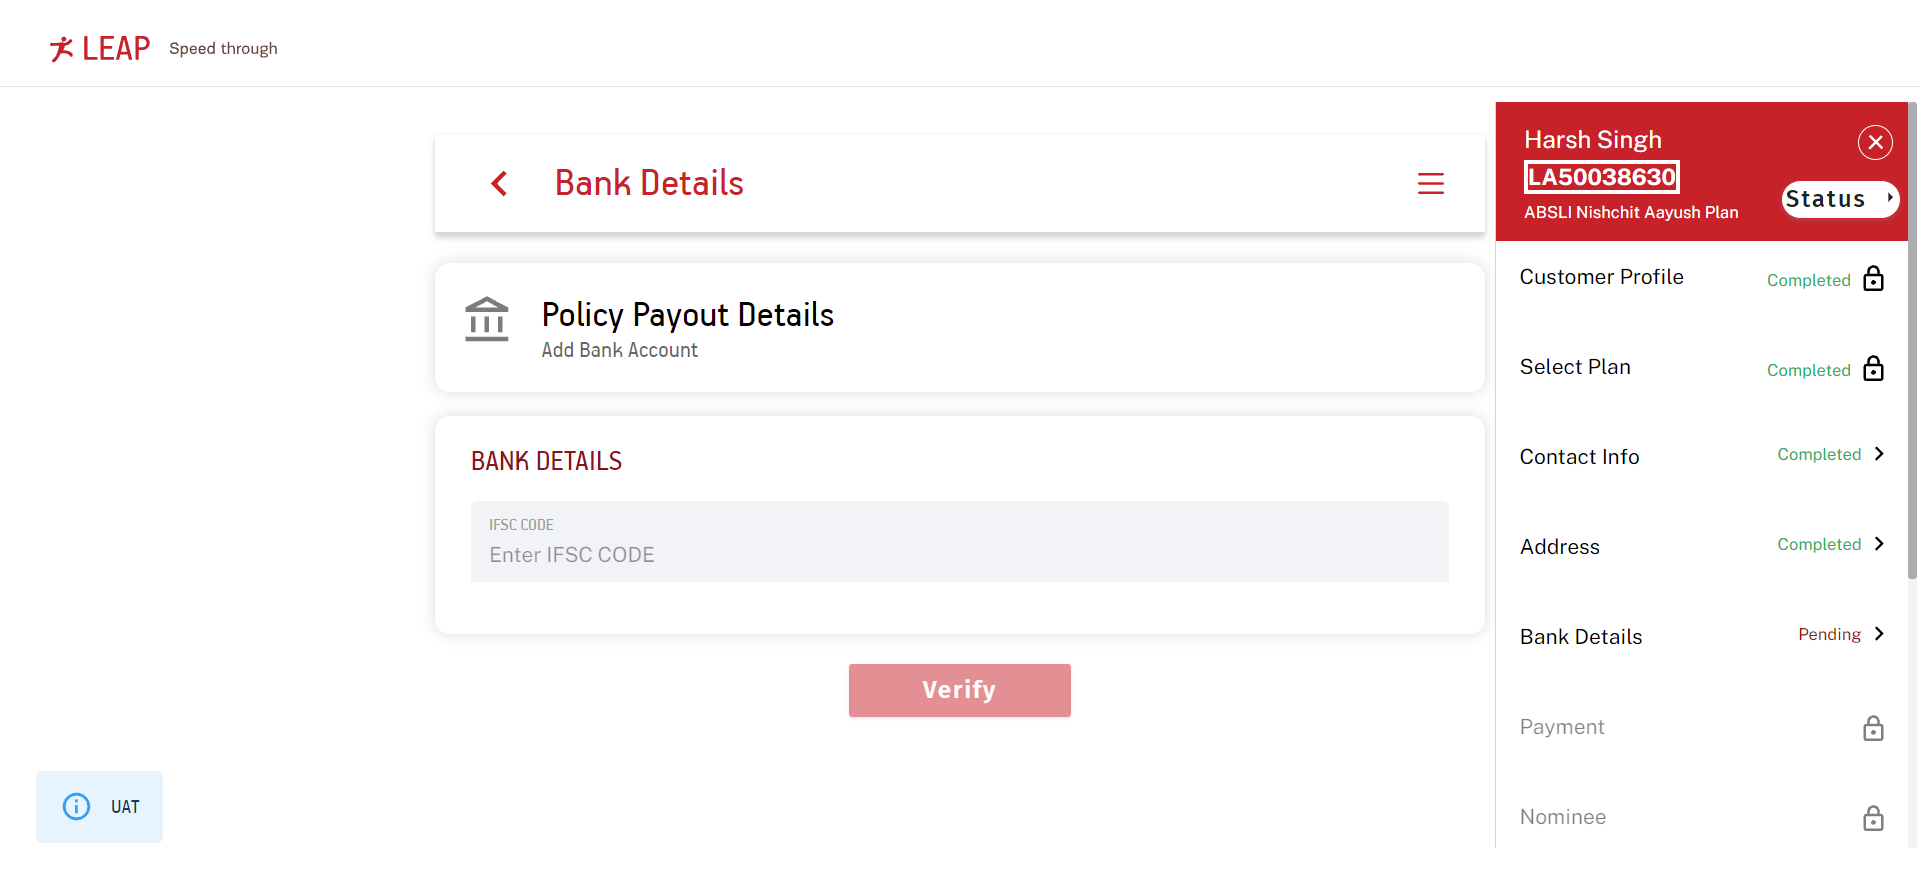 LEAP Speed through
Bank Details
Policy Payout Details
Add Bank Account
BANK DETAILS
IFSC CODE
Enter IFSC CODE
Verify
UAT
Harsh Singh
LA50038630
Status
ABSLI Nishchit Aayush Plan
Customer Profile Completed
Select Plan Completed
Contact Info Completed
Address Completed
Bank Details Pending
Payment
Nominee